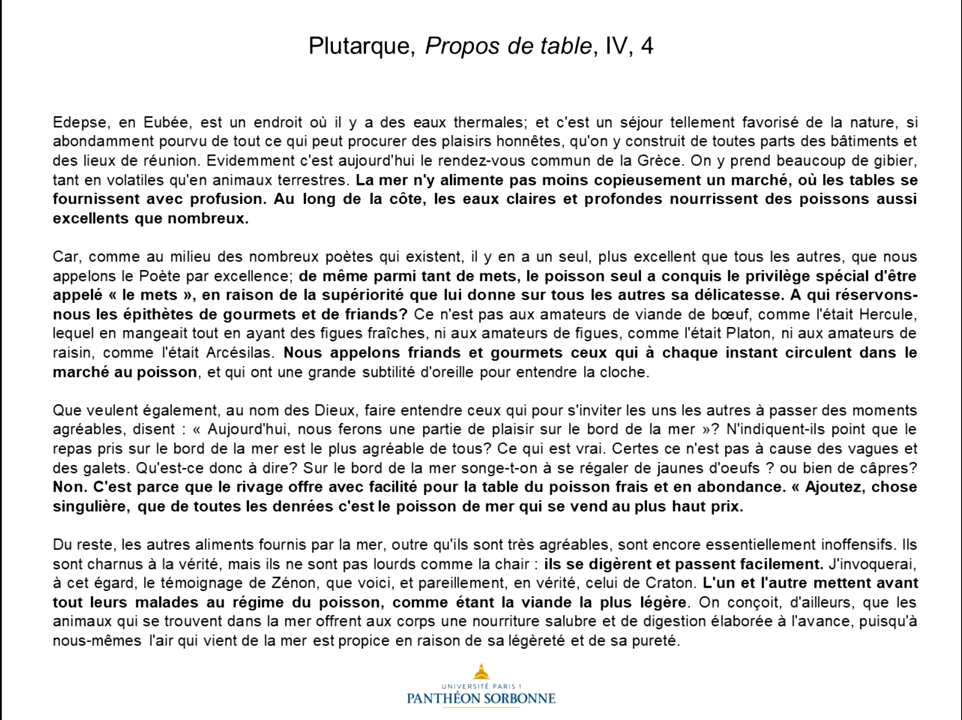 Plutarque, Propos de table, IV, 4
Edepse, en Eubée, est un endroit où il y a des eaux thermales; et c'est un séjour tellement favorisé de la nature, si
abondamment pourvu de tout ce qui peut procurer des plaisirs honnêtes, qu'on y construit de toutes parts des bâtiments et
des lieux de réunion. Evidemment c'est aujourd'hui le rendez-vous commun de la Grèce. On y prend beaucoup de gibier,
tant en volatiles qu'en animaux terrestres. La mer n'y alimente pas moins copieusement un marché, où les tables se
fournissent avec profusion. Au long de la côte, les eaux claires et profondes nourrissent des poissons aussi
excellents que nombreux.
Car, comme au milieu des nombreux poètes qui existent, il y en a un seul, plus excellent que tous les autres, que nous
appelons le Poète par excellence; de même parmi tant de mets, le poisson seul a conquis le privilège spécial d'être
appelé « le mets », en raison de la supériorité que lui donne sur tous les autres sa délicatesse. A qui réservons-
nous les épithètes de gourmets et de friands? Ce n'est pas aux amateurs de viande de bœuf, comme l'était Hercule,
lequel en mangeait tout en ayant des figues fraîches, ni aux amateurs de figues, comme l'était Platon, ni aux amateurs de
raisin, comme l'était Arcésilas. Nous appelons friands et gourmets ceux qui à chaque instant circulent dans le
marché au poisson, et qui ont une grande subtilité d'oreille pour entendre la cloche.
Que veulent également, au nom des Dieux, faire entendre ceux qui pour s'inviter les uns les autres à passer des moments
agréables, disent : « Aujourd'hui, nous ferons une partie de plaisir sur le bord de la mer »? N'indiquent-ils point que le
repas pris sur le bord de la mer est le plus agréable de tous? Ce qui est vrai. Certes ce n'est pas à cause des vagues et
des galets. Qu'est-ce donc à dire? Sur le bord de la mer songe-t-on à se régaler de jaunes d'oeufs ? ou bien de câpres?
Non. C'est parce que le rivage offre avec facilité pour la table du poisson frais et en abondance. « Ajoutez, chose
singulière, que de toutes les denrées c'est le poisson de mer qui se vend au plus haut prix.
Du reste, les autres aliments fournis par la mer, outre qu'ils sont très agréables, sont encore essentiellement inoffensifs. Ils
sont charnus à la vérité, mais ils ne sont pas lourds comme la chair : ils se digèrent et passent facilement. J'invoquerai,
à cet égard, le témoignage de Zénon, que voici, et pareillement, en vérité, celui de Craton. L'un et l'autre mettent avant
tout leurs malades au régime du poisson, comme étant la viande la plus légère. On conçoit, d'ailleurs, que les
animaux qui se trouvent dans la mer offrent aux corps une nourriture salubre et de digestion élaborée à l'avance, puisqu'à
nous-mêmes l'air qui vient de la mer est propice en raison de sa légèreté et de sa pureté.
UNIVERSITÉ PARIS 1
PANTHÉON SORBONNE